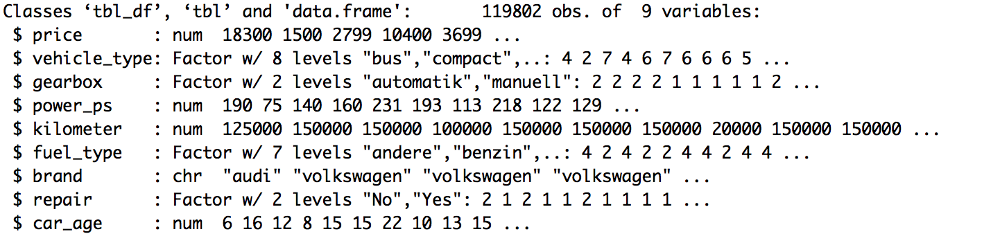 Classes ‘tbl_df’, ‘tbl’ and 'data.frame':	119802 obs. of  9 variables:
 $ price       : num  18300 1500 2799 10400 3699 ...
 $ vehicle_type: Factor w/ 8 levels "bus","compact",..: 4 2 7 4 6 7 6 6 6 5 ...
 $ gearbox     : Factor w/ 2 levels "automatik","manuell": 2 2 2 2 1 1 1 1 1 2 ...
 $ power_ps    : num  190 75 140 160 231 193 113 218 122 129 ...
 $ kilometer   : num  125000 150000 150000 100000 150000 150000 150000 20000 150000 150000 ...
 $ fuel_type   : Factor w/ 7 levels "andere","benzin",..: 4 2 4 2 2 4 4 2 4 4 ...
 $ brand       : chr  "audi" "volkswagen" "volkswagen" "volkswagen" ...
 $ repair      : Factor w/ 2 levels "No","Yes": 2 1 2 1 1 2 1 1 1 1 ...
 $ car_age     : num  6 16 12 8 15 15 22 10 13 15 ...